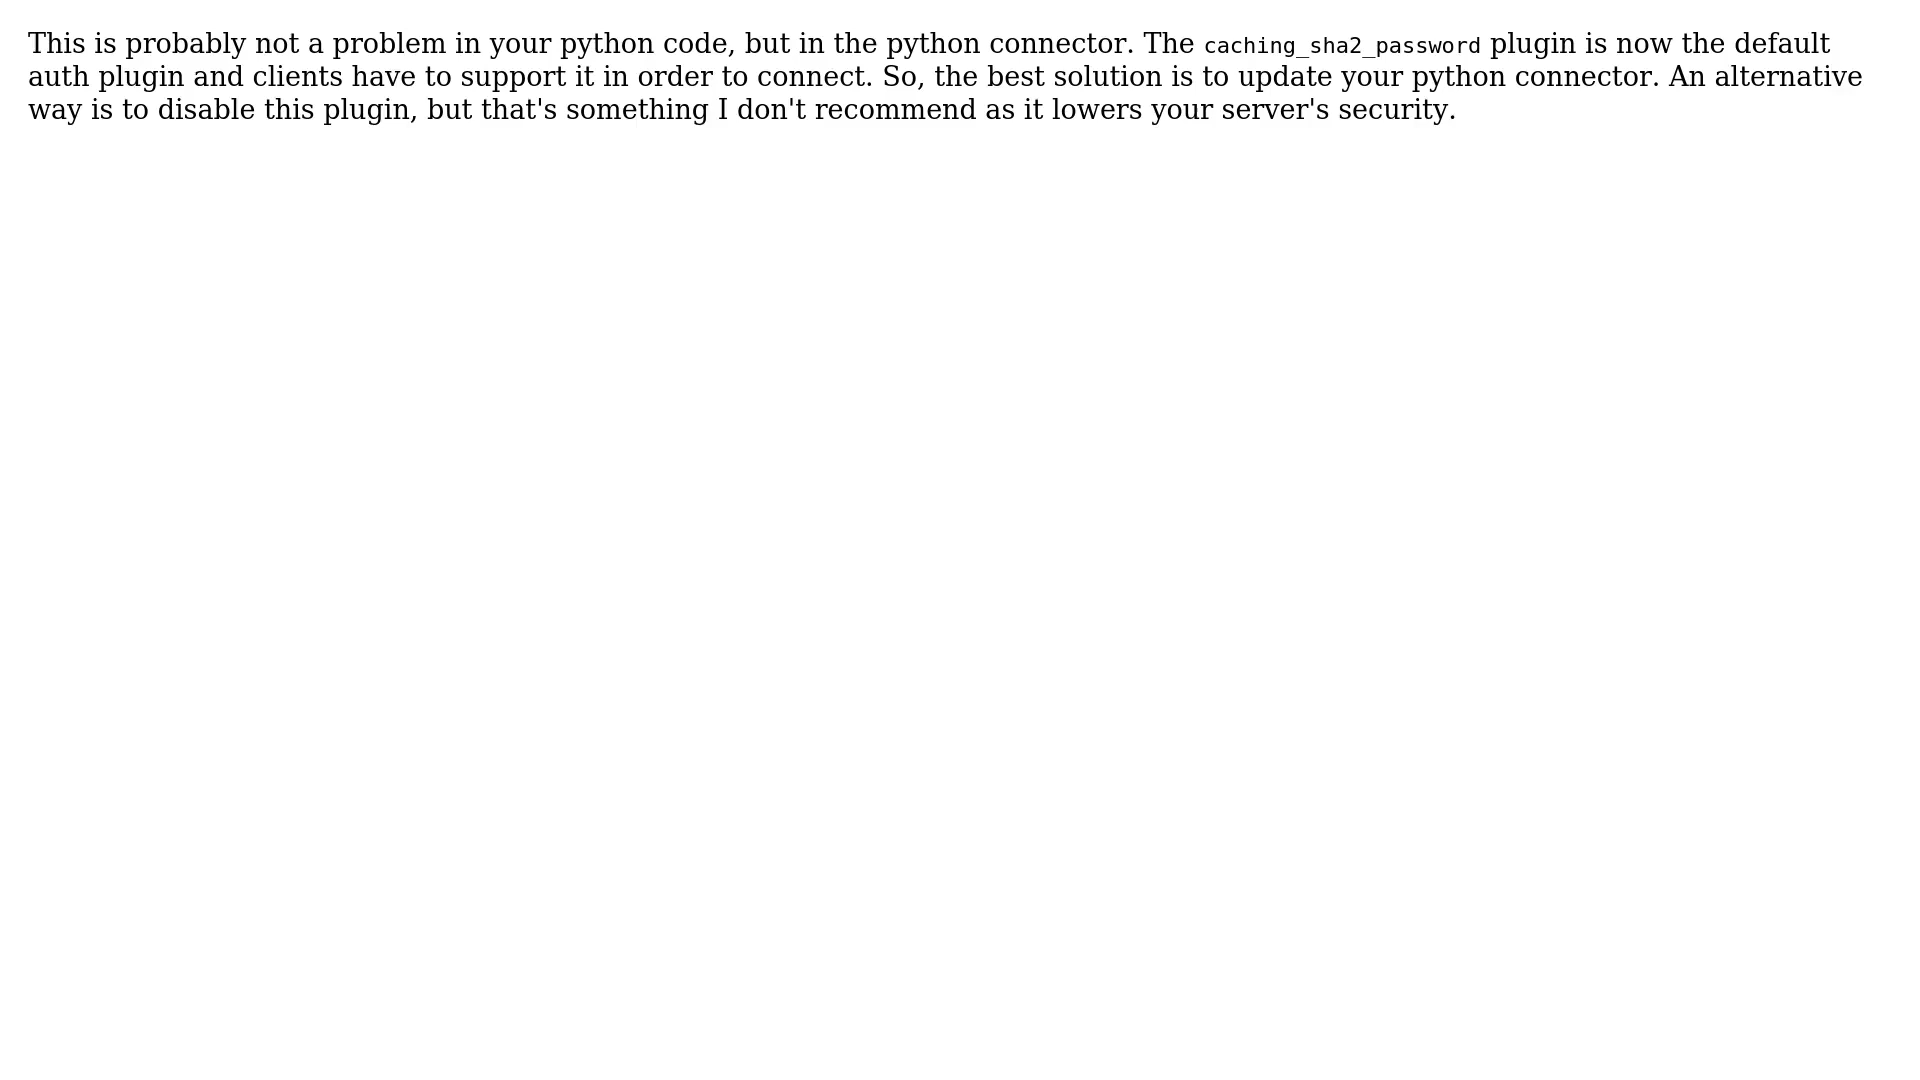 This is probably not a problem in your python code, but in the python connector. The caching_sha2_password plugin is now the default
auth plugin and clients have to support it in order to connect. So, the best solution is to update your python connector. An alternative
way is to disable this plugin, but that's something I don't recommend as it lowers your server's security.